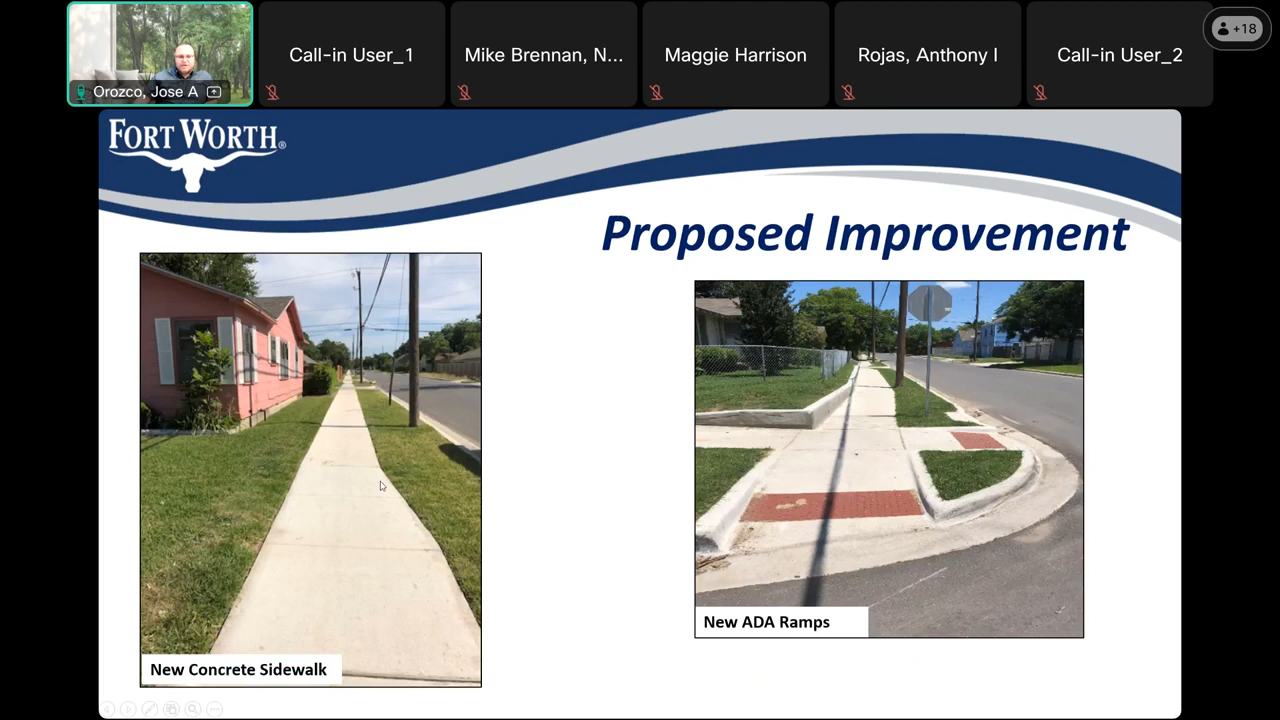 Orozco, Jose A
Call-in User_1
Mike Brennan, N...
Maggie Harrison
Rojas, Anthony I
Call-in User_2
+18
FORT WORTH®
Proposed Improvement
New Concrete Sidewalk
New ADA Ramps